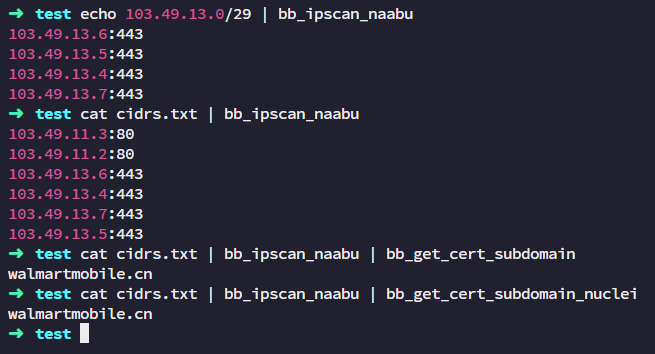 ➜ test echo 103.49.13.0/29 | bb_ipscan_naabu
103.49.13.6:443
103.49.13.5:443
103.49.13.4:443
103.49.13.7:443
➜ test cat cidrs.txt | bb_ipscan_naabu
103.49.11.3:80
103.49.11.2:80
103.49.13.6:443
103.49.13.4:443
103.49.13.7:443
103.49.13.5:443
➜ test cat cidrs.txt | bb_ipscan_naabu | bb_get_cert_subdomain
walmartmobile.cn
➜ test cat cidrs.txt | bb_ipscan_naabu | bb_get_cert_subdomain_nuclei
walmartmobile.cn
➜ test